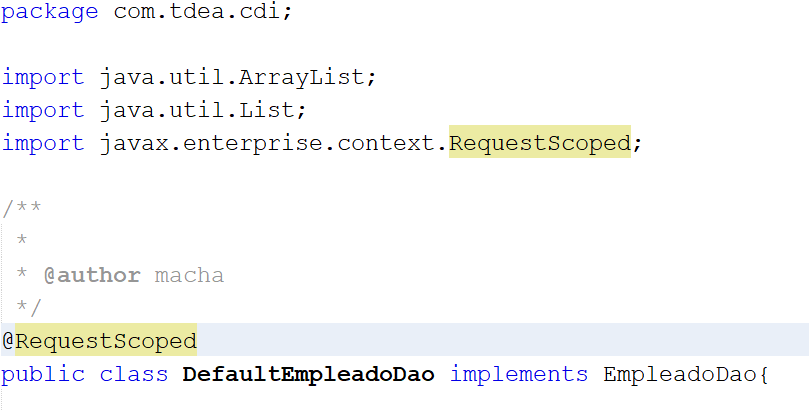 package com.tdea.cdi;
import java.util.ArrayList;
import java.util.List;
import javax.enterprise.context.RequestScoped;
/**
*
* @author macha
*/
@RequestScoped
public class DefaultEmpleadoDao implements EmpleadoDao{